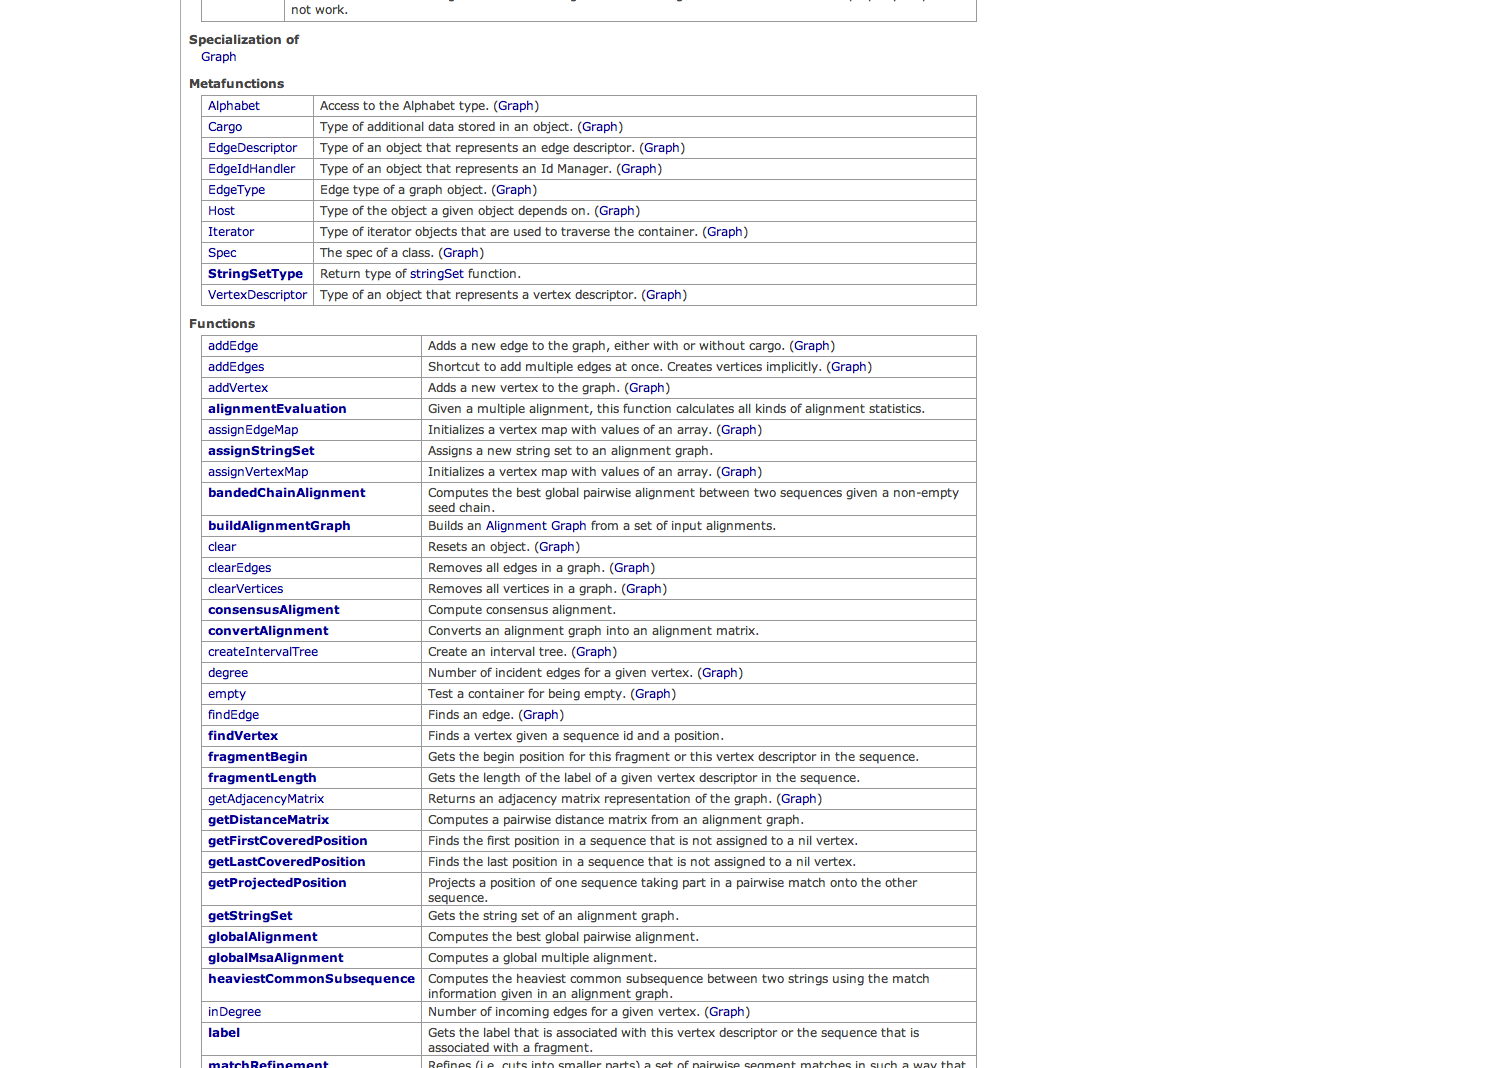 not work.
Specialization of
Graph
Metafunctions
Alphabet Access to the Alphabet type. (Graph)
Cargo Type of additional data stored in an object. (Graph)
EdgeDescriptor Type of an object that represents an edge descriptor. (Graph)
EdgeIdHandler Type of an object that represents an Id Manager. (Graph)
EdgeType Edge type of a graph object. (Graph)
Host Type of the object a given object depends on. (Graph)
Iterator Type of iterator objects that are used to traverse the container. (Graph)
Spec The spec of a class. (Graph)
StringSetType Return type of stringSet function.
VertexDescriptor Type of an object that represents a vertex descriptor. (Graph)
Functions
addEdge Adds a new edge to the graph, either with or without cargo. (Graph)
addEdges Shortcut to add multiple edges at once. Creates vertices implicitly. (Graph)
addVertex Adds a new vertex to the graph. (Graph)
alignmentEvaluation Given a multiple alignment, this function calculates all kinds of alignment statistics.
assignEdgeMap Initializes a vertex map with values of an array. (Graph)
assignStringSet Assigns a new string set to an alignment graph.
assignVertexMap Initializes a vertex map with values of an array. (Graph)
bandedChainAlignment Computes the best global pairwise alignment between two sequences given a non-empty
seed chain.
buildAlignmentGraph Builds an Alignment Graph from a set of input alignments.
clear Resets an object. (Graph)
clearEdges Removes all edges in a graph. (Graph)
clearVertices Removes all vertices in a graph. (Graph)
consensusAligment Compute consensus alignment.
convertAlignment Converts an alignment graph into an alignment matrix.
createIntervalTree Create an interval tree. (Graph)
degree Number of incident edges for a given vertex. (Graph)
empty Test a container for being empty. (Graph)
findEdge Finds an edge. (Graph)
findVertex Finds a vertex given a sequence id and a position.
fragmentBegin Gets the begin position for this fragment or this vertex descriptor in the sequence.
fragmentLength Gets the length of the label of a given vertex descriptor in the sequence.
getAdjacencyMatrix Returns an adjacency matrix representation of the graph. (Graph)
getDistanceMatrix Computes a pairwise distance matrix from an alignment graph.
getFirstCoveredPosition Finds the first position in a sequence that is not assigned to a nil vertex.
getLastCoveredPosition Finds the last position in a sequence that is not assigned to a nil vertex.
getProjectedPosition Projects a position of one sequence taking part in a pairwise match onto the other
sequence.
getStringSet Gets the string set of an alignment graph.
globalAlignment Computes the best global pairwise alignment.
globalMsaAlignment Computes a global multiple alignment.
heaviestCommonSubsequence Computes the heaviest common subsequence between two strings using the match
information given in an alignment graph.
inDegree Number of incoming edges for a given vertex. (Graph)
label Gets the label that is associated with this vertex descriptor or the sequence that is
associated with a fragment.
matchRefinement Refines (i.e. cuts into smaller parts) a set of pairwise segment matches in such a way that